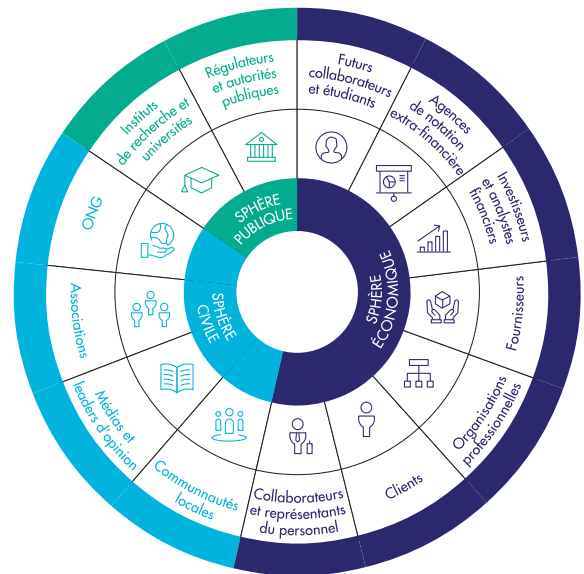 Futurs
collaborateurs
et étudiants
Agences
de notation
extra-financière
Investisseurs
et analystes
financiers
Fournisseurs
Organisations
professionnelles
Clients
Collaborateurs
et représentants
du personnel
Communnautés
locales
Médias et
leaders d'opinion
Associations
ONG
Instituts
de recherche et
universités
Régulateurs
et autorités
publiques
SPHÈRE
PUBLIQUE
SPHÈRE
ÉCONOMIQUE
SPHÈRE
CIVILE